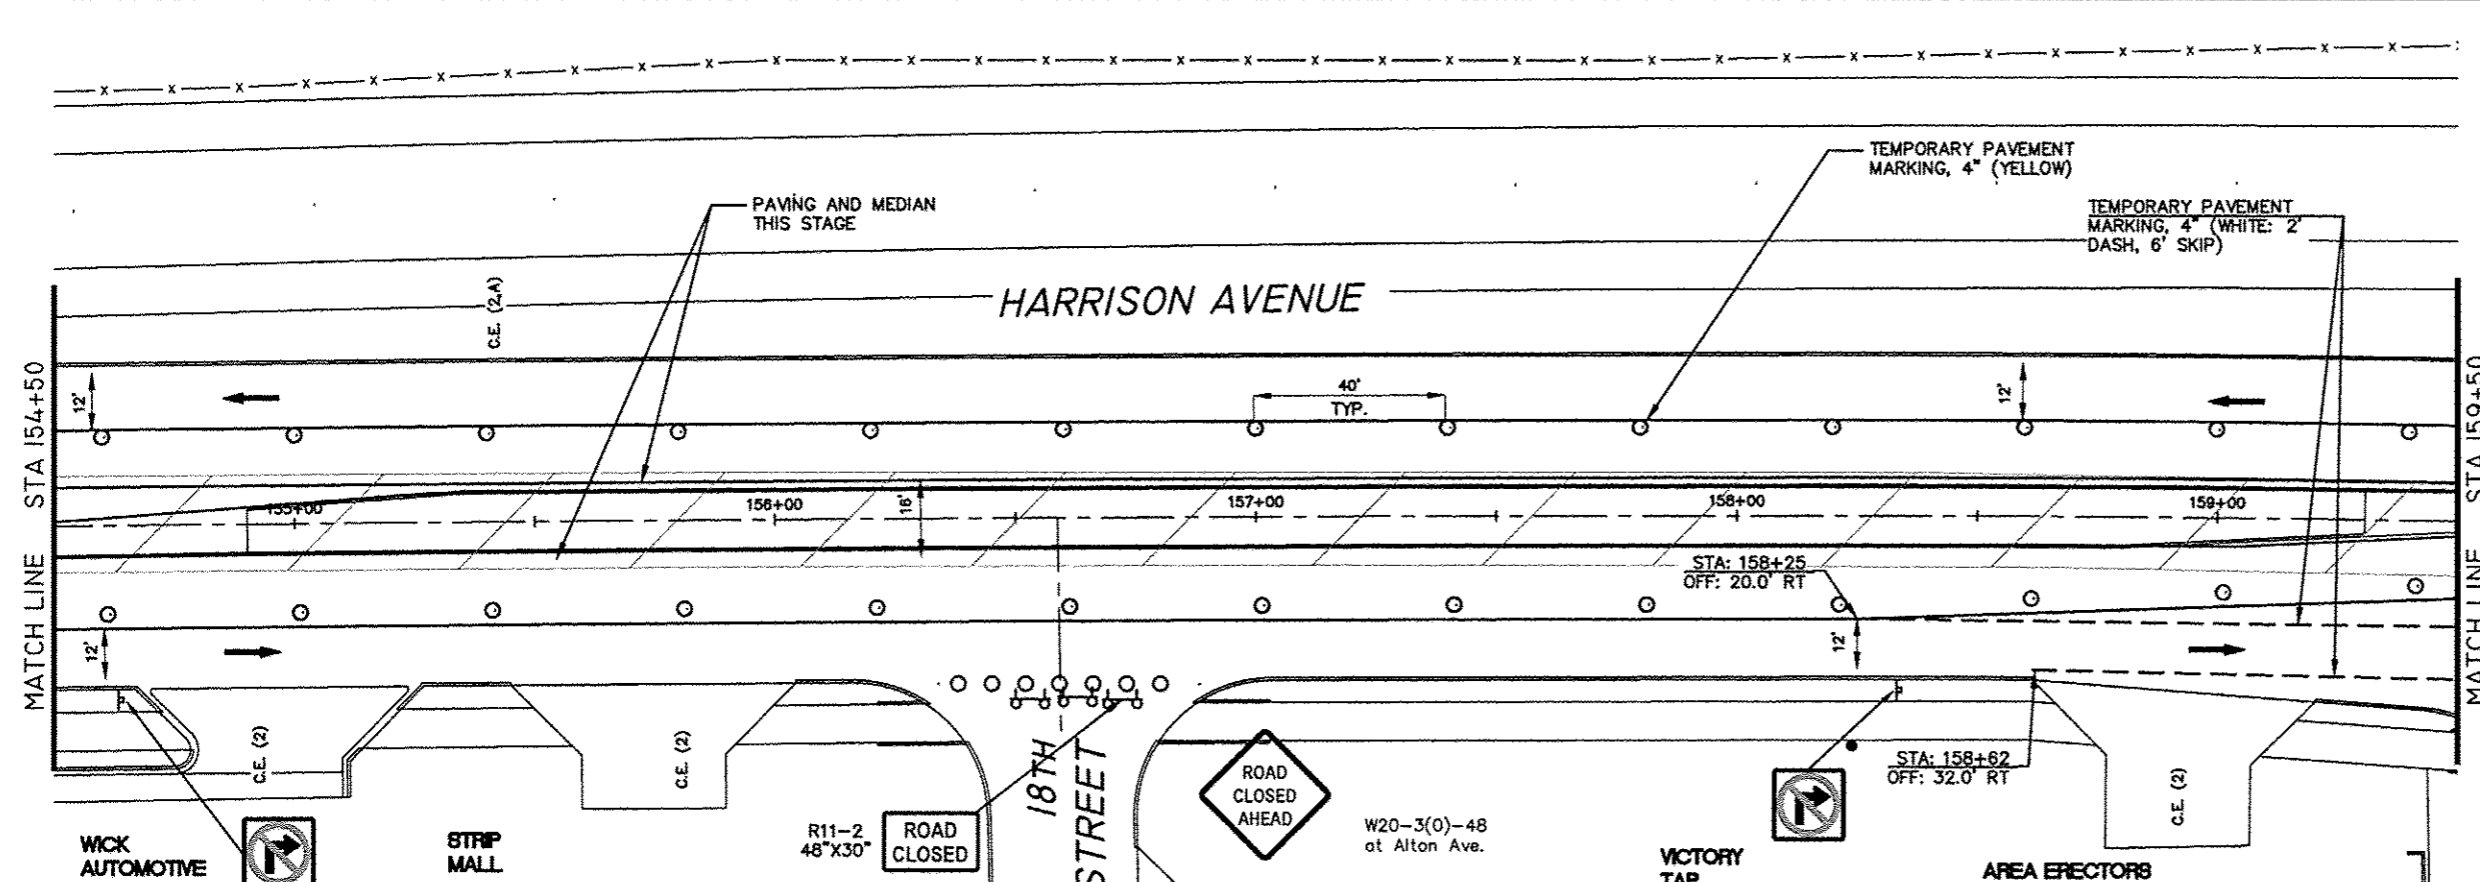 TEMPORARY PAVEMENT
MARKING, 4" (YELLOW)
PAVING AND MEDIAN
THIS STAGE
TEMPORARY PAVEMENT
MARKING, 4" (WHITE: 2'
DASH, 6' SKIP)
C.E. (2,A)
HARRISON AVENUE
MATCH LINE STA 154+50
12'
40'
TYP.
12'
MATCH LINE STA 159+50
155+00
156+00
16'
157+00
158+00
159+00
STA: 158+25
OFF: 20.0' RT
12'
12'
C.E. (2)
C.E. (2)
18TH
STREET
ROAD
CLOSED
AHEAD
STA: 158+62
OFF: 32.0' RT
C.E. (2)
WICK
AUTOMOTIVE
STRIP
MALL
R11-2
48"X30"
ROAD
CLOSED
W20-3(O)-48
at Alton Ave.
VICTORY
TAP
AREA ERECTORS